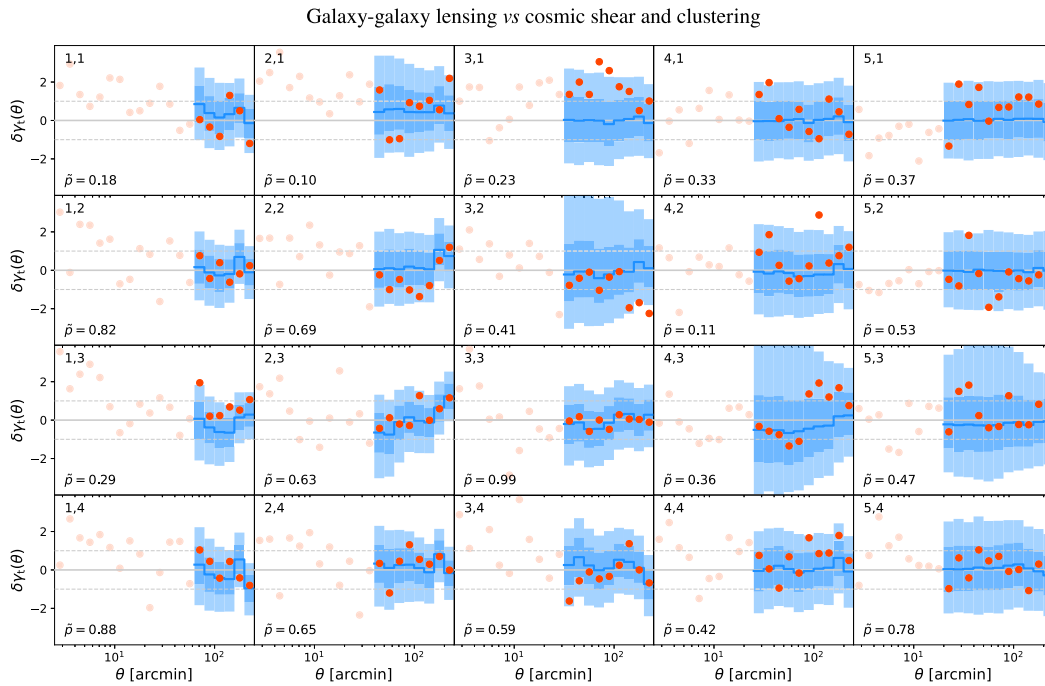 Galaxy-galaxy lensing vs cosmic shear and clustering
1,1 2,1 3,1 4,1 5,1
2
0
−2
δγt(θ)
p̃ = 0.18 p̃ = 0.10 p̃ = 0.23 p̃ = 0.33 p̃ = 0.37
1,2 2,2 3,2 4,2 5,2
2
0
−2
δγt(θ)
p̃ = 0.82 p̃ = 0.69 p̃ = 0.41 p̃ = 0.11 p̃ = 0.53
1,3 2,3 3,3 4,3 5,3
2
0
−2
δγt(θ)
p̃ = 0.29 p̃ = 0.63 p̃ = 0.99 p̃ = 0.36 p̃ = 0.47
1,4 2,4 3,4 4,4 5,4
2
0
−2
δγt(θ)
p̃ = 0.88 p̃ = 0.65 p̃ = 0.59 p̃ = 0.42 p̃ = 0.78
10¹ 10² 10¹ 10² 10¹ 10² 10¹ 10² 10¹ 10²
θ [arcmin] θ [arcmin] θ [arcmin] θ [arcmin] θ [arcmin]